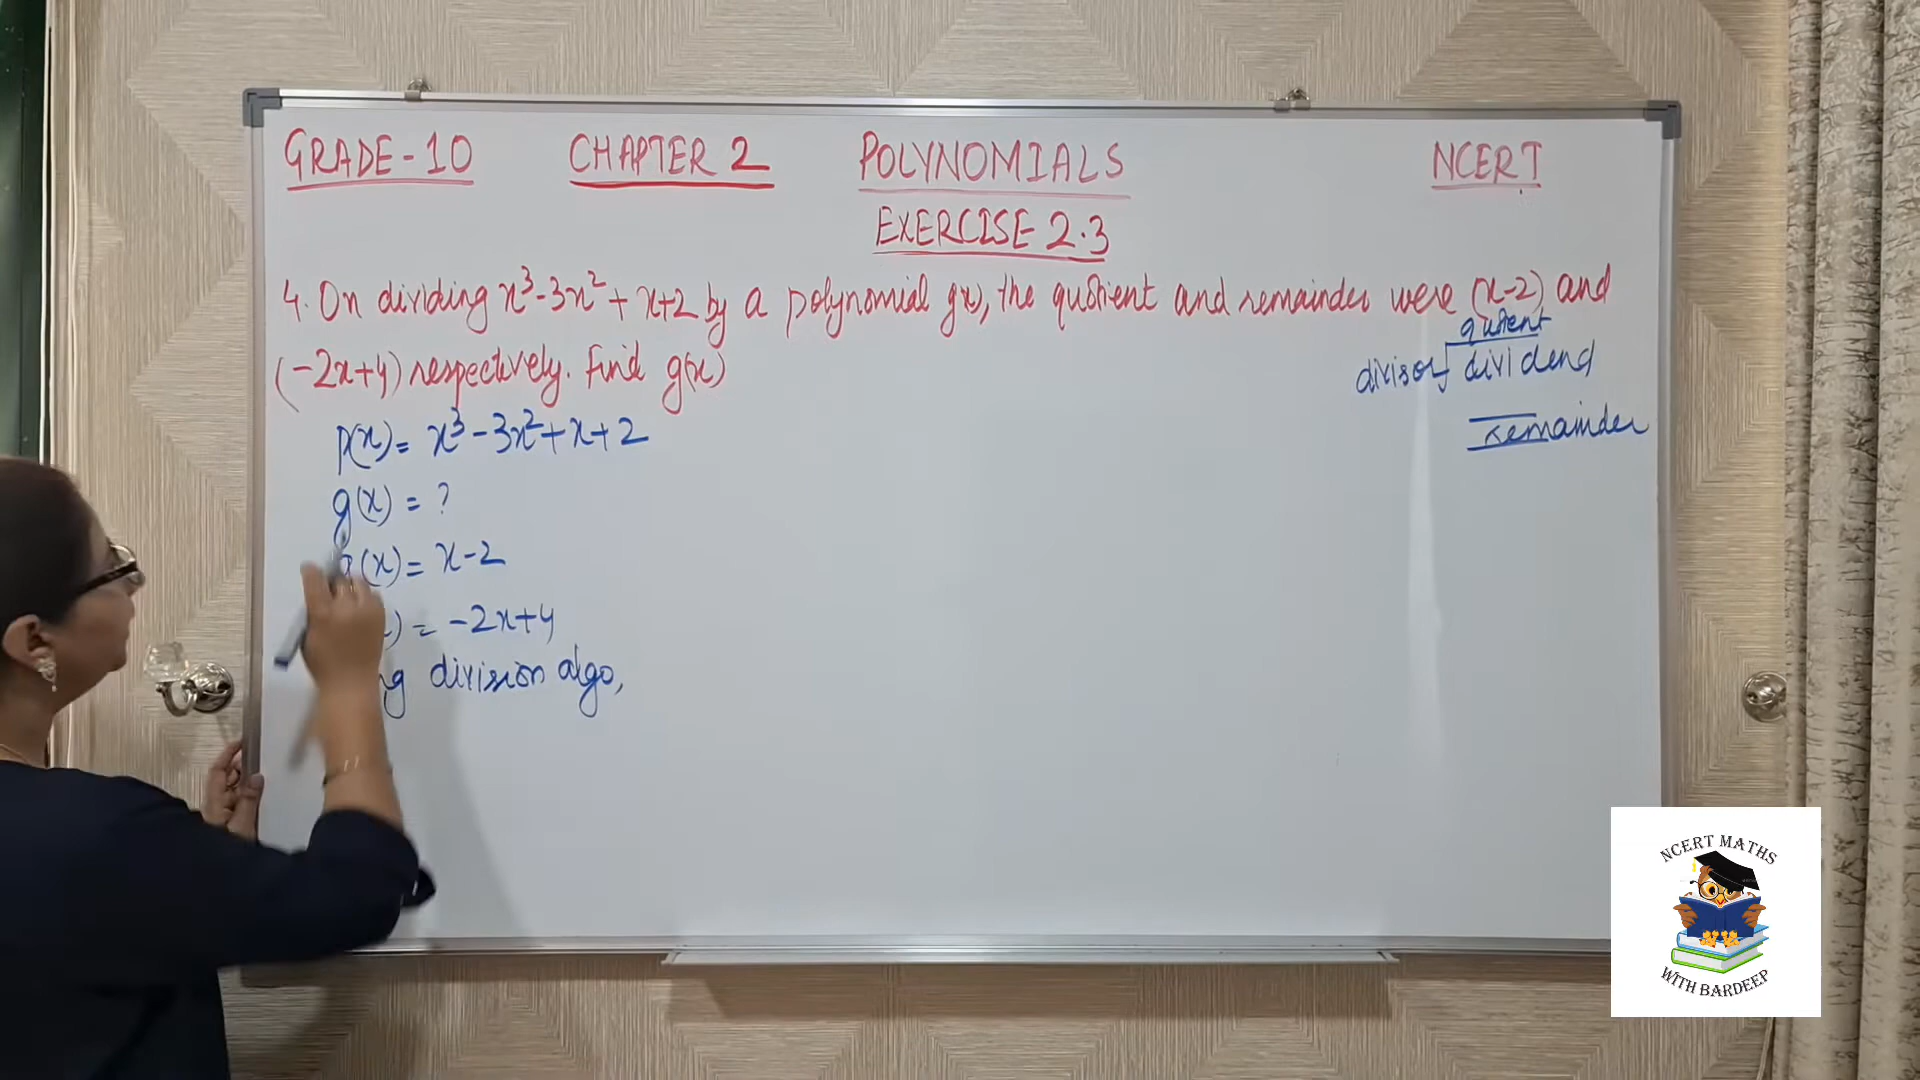 GRADE-10 CHAPTER 2 POLYNOMIALS NCERT
EXERCISE 2.3
4. On dividing x³-3x²+x+2 by a polynomial g(x), the quotient and remainder were (x-2) and
(-2x+4) respectively. Find g(x)
quotient
divisor dividend
remainder
p(x) = x³-3x²+x+2
g(x) = ?
(x) = x-2
) = -2x+4
g division algo,
NCERT MATHS
WITH BARDEEP